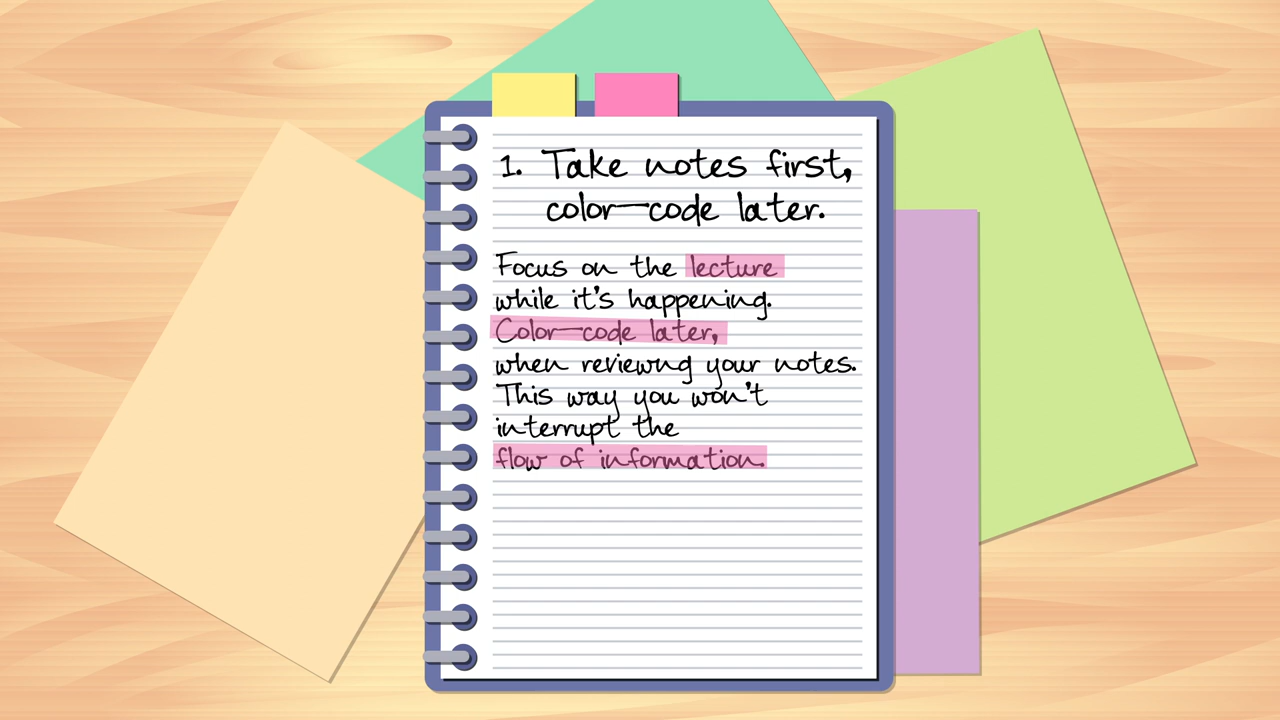 1. Take notes first,
color—code later.
Focus on the lecture
while it's happening.
Color—code later,
when reviewng your notes.
This way you won't
interrupt the
flow of information.